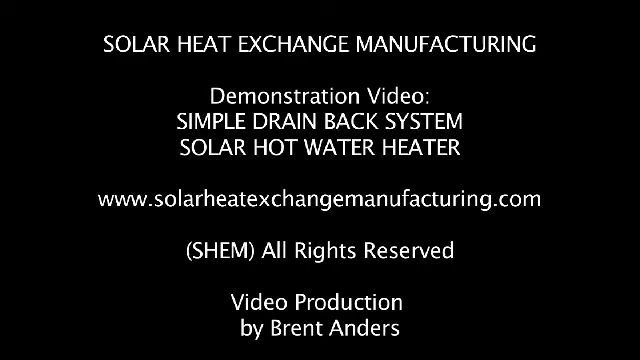 SOLAR HEAT EXCHANGE MANUFACTURING
Demonstration Video:
SIMPLE DRAIN BACK SYSTEM
SOLAR HOT WATER HEATER
www.solarheatexchangemanufacturing.com
(SHEM) All Rights Reserved
Video Production
by Brent Anders